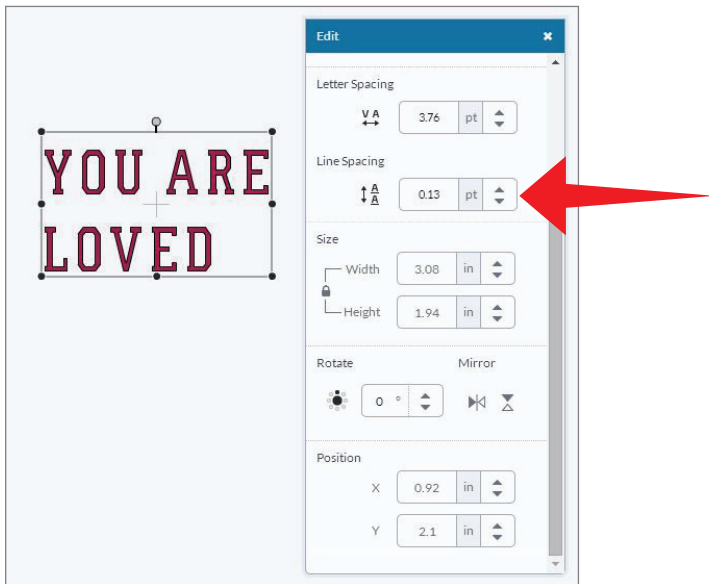 Edit
Letter Spacing
V A
3.76 pt
Line Spacing
A
A
0.13 pt
YOU ARE
LOVED
Size
Width 3.08 in
Height 1.94 in
Rotate Mirror
0 °
Position
X 0.92 in
Y 2.1 in